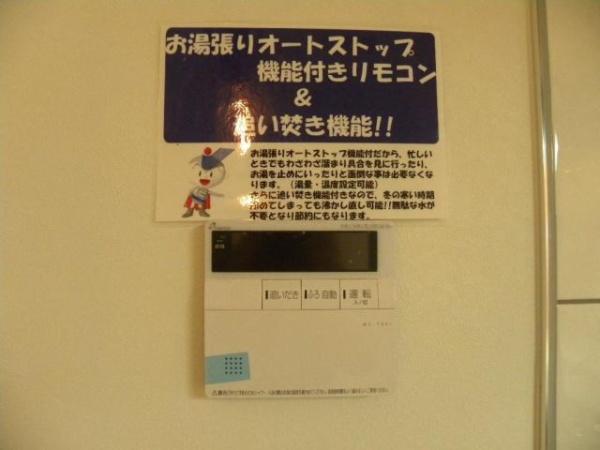 お湯張りオートストップ
機能付きリモコン
&
追い焚き機能!!
お湯張りオートストップ機能付だから、忙しい
ときでもわざわざ溜まり具合を見に行ったり、
お湯を止めにいったりと面倒な事は必要なくな
ります。（湯量・温度設定可能）
さらに追い焚き機能付きなので、冬の寒い時期
冷めてしまっても沸かし直し可能!!無駄な水が
不要となり節約にもなります。
追いだき
ふろ自動
運転
入/切